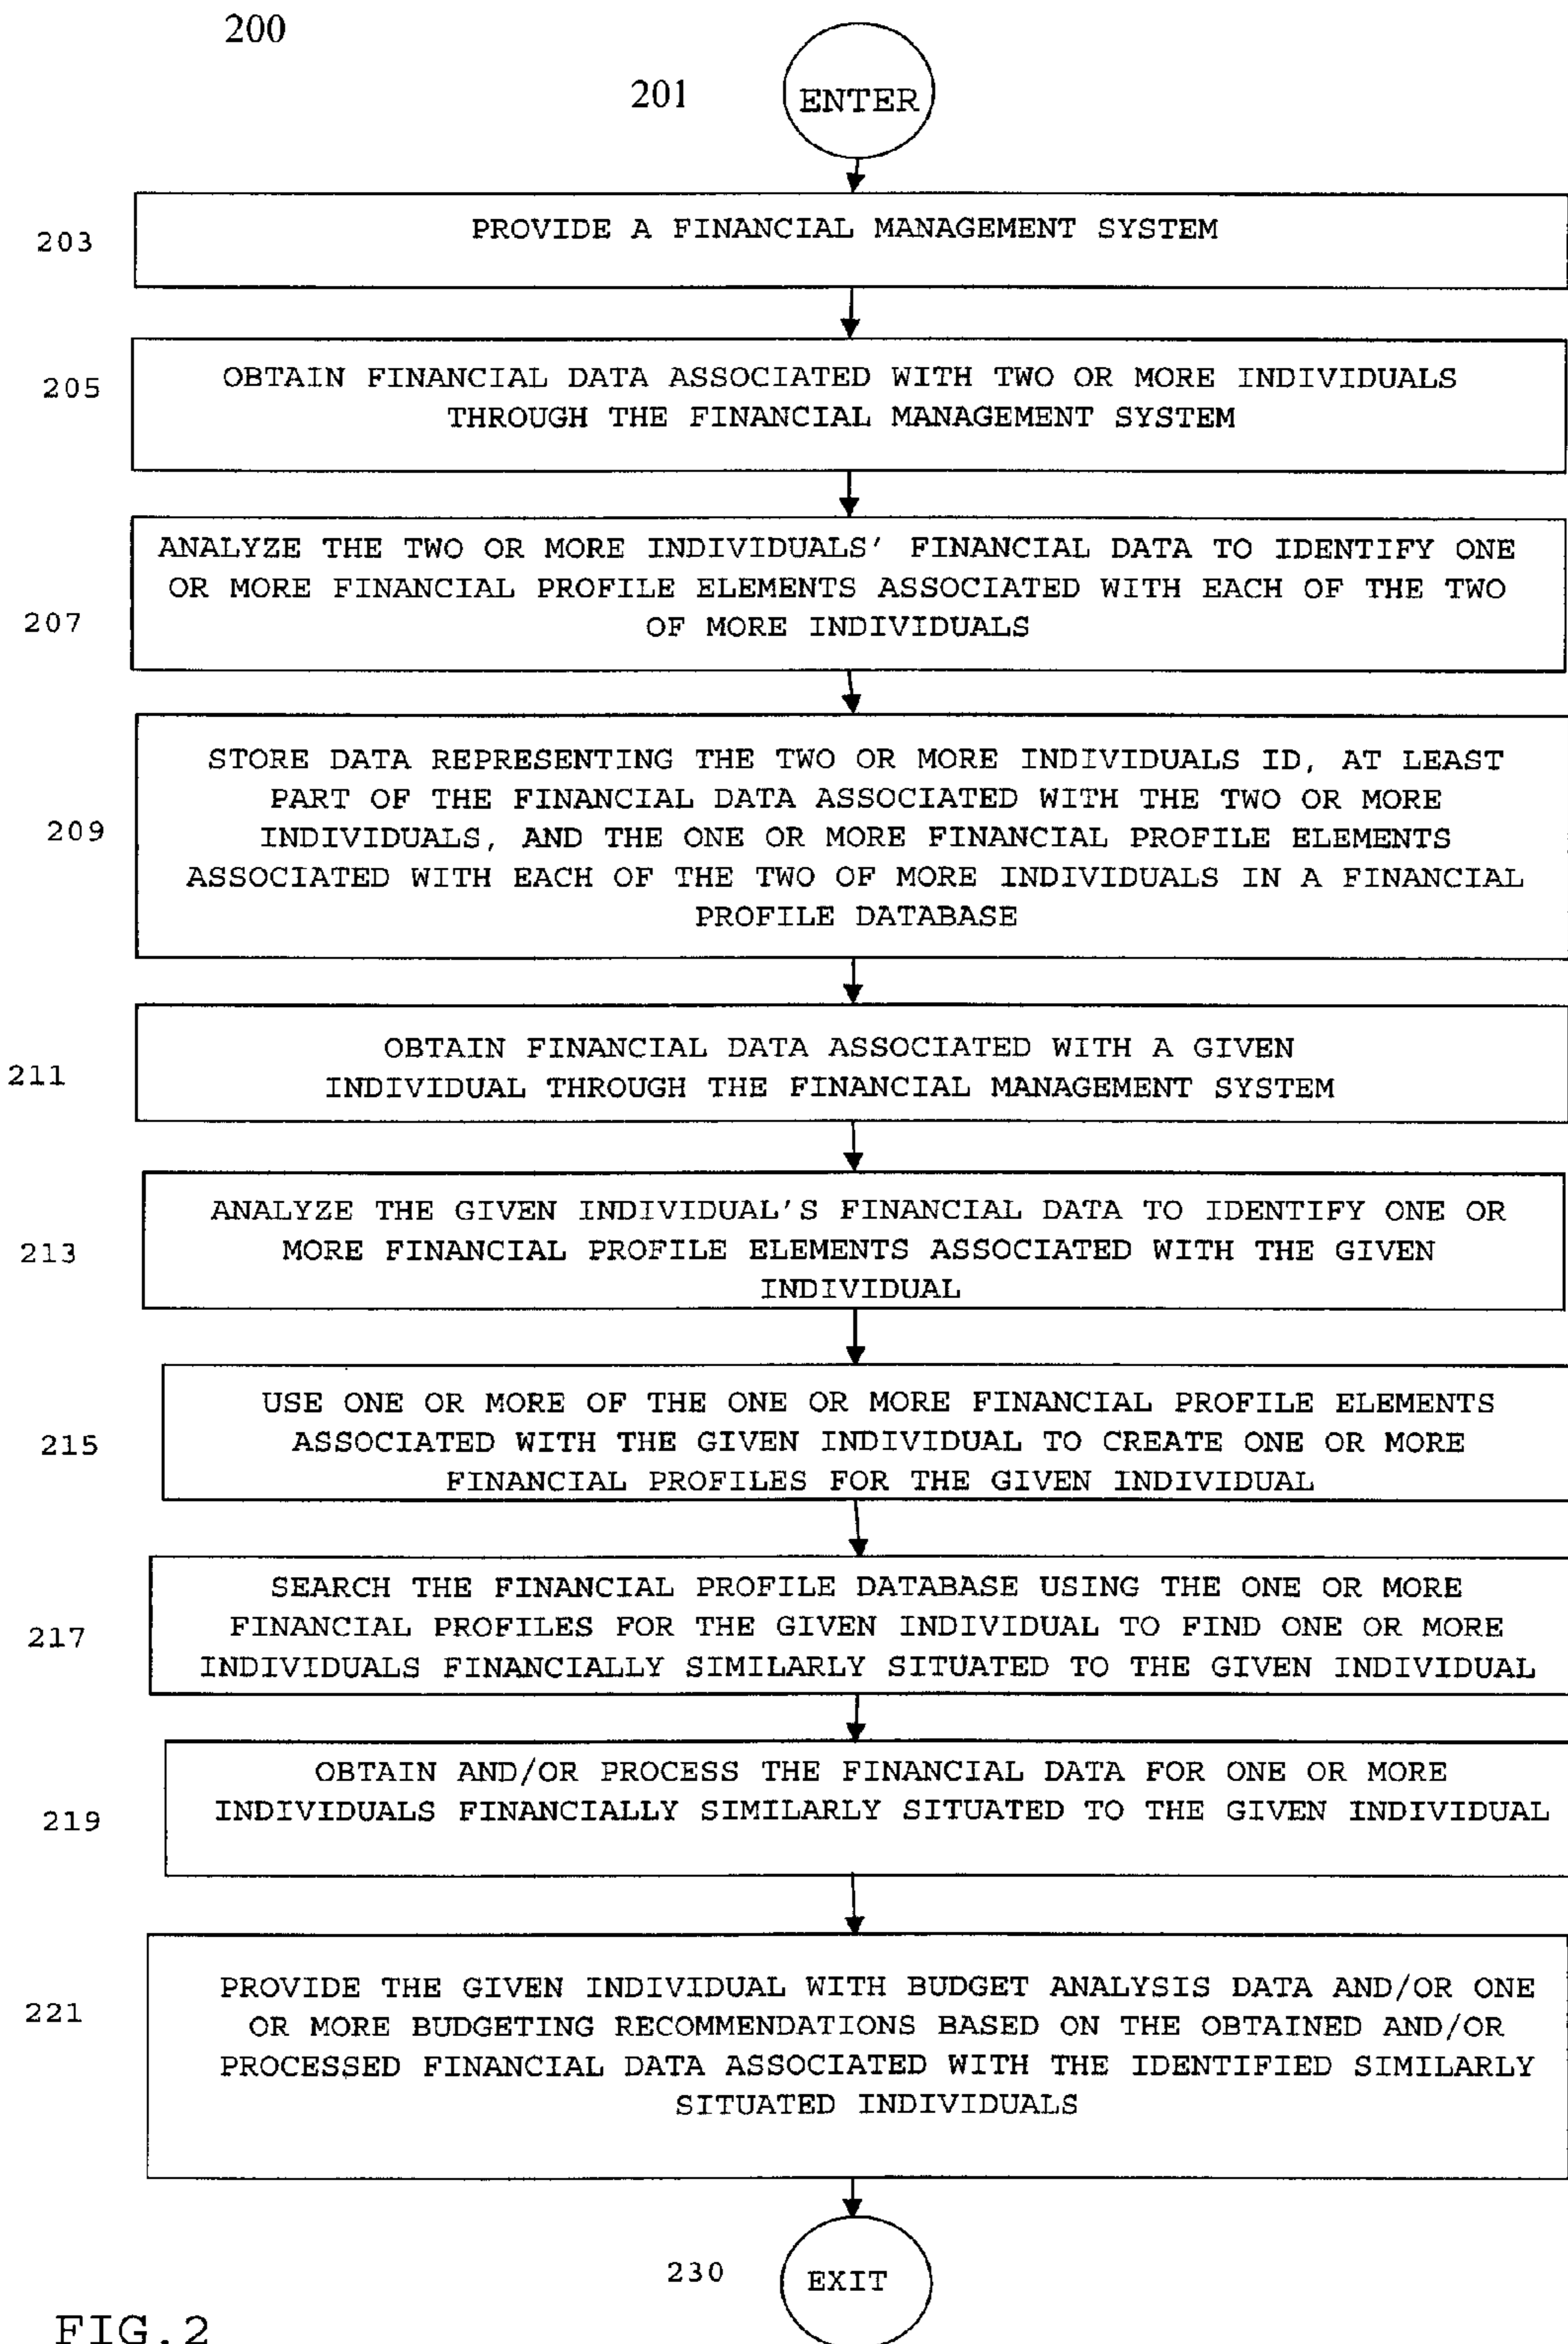 200
201 ENTER
203 PROVIDE A FINANCIAL MANAGEMENT SYSTEM
205 OBTAIN FINANCIAL DATA ASSOCIATED WITH TWO OR MORE INDIVIDUALS
THROUGH THE FINANCIAL MANAGEMENT SYSTEM
ANALYZE THE TWO OR MORE INDIVIDUALS' FINANCIAL DATA TO IDENTIFY ONE
OR MORE FINANCIAL PROFILE ELEMENTS ASSOCIATED WITH EACH OF THE TWO
207 OF MORE INDIVIDUALS
STORE DATA REPRESENTING THE TWO OR MORE INDIVIDUALS ID, AT LEAST
PART OF THE FINANCIAL DATA ASSOCIATED WITH THE TWO OR MORE
209 INDIVIDUALS, AND THE ONE OR MORE FINANCIAL PROFILE ELEMENTS
ASSOCIATED WITH EACH OF THE TWO OF MORE INDIVIDUALS IN A FINANCIAL
PROFILE DATABASE
OBTAIN FINANCIAL DATA ASSOCIATED WITH A GIVEN
211 INDIVIDUAL THROUGH THE FINANCIAL MANAGEMENT SYSTEM
ANALYZE THE GIVEN INDIVIDUAL'S FINANCIAL DATA TO IDENTIFY ONE OR
213 MORE FINANCIAL PROFILE ELEMENTS ASSOCIATED WITH THE GIVEN
INDIVIDUAL
USE ONE OR MORE OF THE ONE OR MORE FINANCIAL PROFILE ELEMENTS
215 ASSOCIATED WITH THE GIVEN INDIVIDUAL TO CREATE ONE OR MORE
FINANCIAL PROFILES FOR THE GIVEN INDIVIDUAL
SEARCH THE FINANCIAL PROFILE DATABASE USING THE ONE OR MORE
217 FINANCIAL PROFILES FOR THE GIVEN INDIVIDUAL TO FIND ONE OR MORE
INDIVIDUALS FINANCIALLY SIMILARLY SITUATED TO THE GIVEN INDIVIDUAL
OBTAIN AND/OR PROCESS THE FINANCIAL DATA FOR ONE OR MORE
219 INDIVIDUALS FINANCIALLY SIMILARLY SITUATED TO THE GIVEN INDIVIDUAL
PROVIDE THE GIVEN INDIVIDUAL WITH BUDGET ANALYSIS DATA AND/OR ONE
221 OR MORE BUDGETING RECOMMENDATIONS BASED ON THE OBTAINED AND/OR
PROCESSED FINANCIAL DATA ASSOCIATED WITH THE IDENTIFIED SIMILARLY
SITUATED INDIVIDUALS
230 EXIT
FIG.2